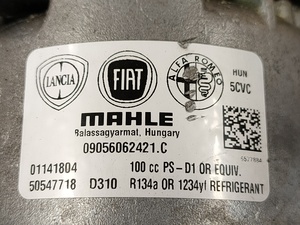 LANCIA FIAT ALFA ROMEO HUN
5CVC
MAHLE
Balassagyarmat, Hungary
09056062421.C
01141804 100 cc PS-D1 OR EQUIV.
50547718 D310 R134a OR 1234yf REFRIGERANT